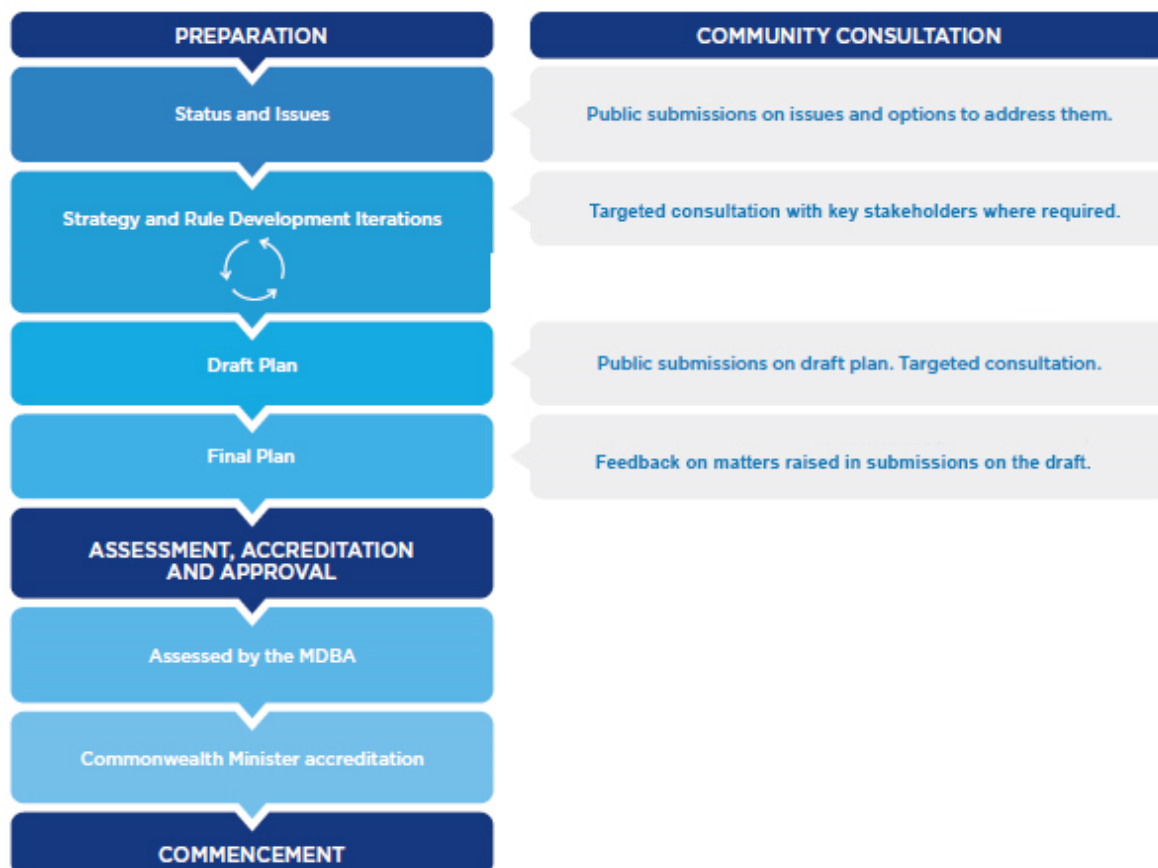 PREPARATION
Status and Issues
Strategy and Rule Development Iterations
Draft Plan
Final Plan
ASSESSMENT, ACCREDITATION
AND APPROVAL
Assessed by the MDBA
Commonwealth Minister accreditation
COMMENCEMENT
COMMUNITY CONSULTATION
Public submissions on issues and options to address them.
Targeted consultation with key stakeholders where required.
Public submissions on draft plan. Targeted consultation.
Feedback on matters raised in submissions on the draft.